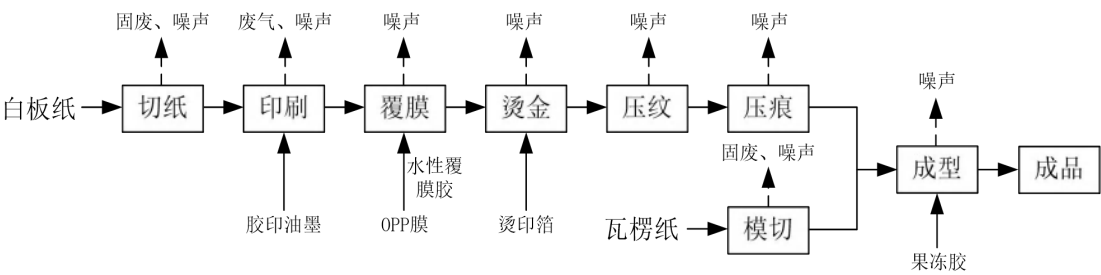 固废、噪声
废气、噪声
噪声
噪声
噪声
噪声
白板纸
切纸
印刷
覆膜
烫金
压纹
压痕
噪声
水性覆
膜胶
固废、噪声
成型
成品
胶印油墨
OPP膜
烫印箔
瓦楞纸
模切
果冻胶